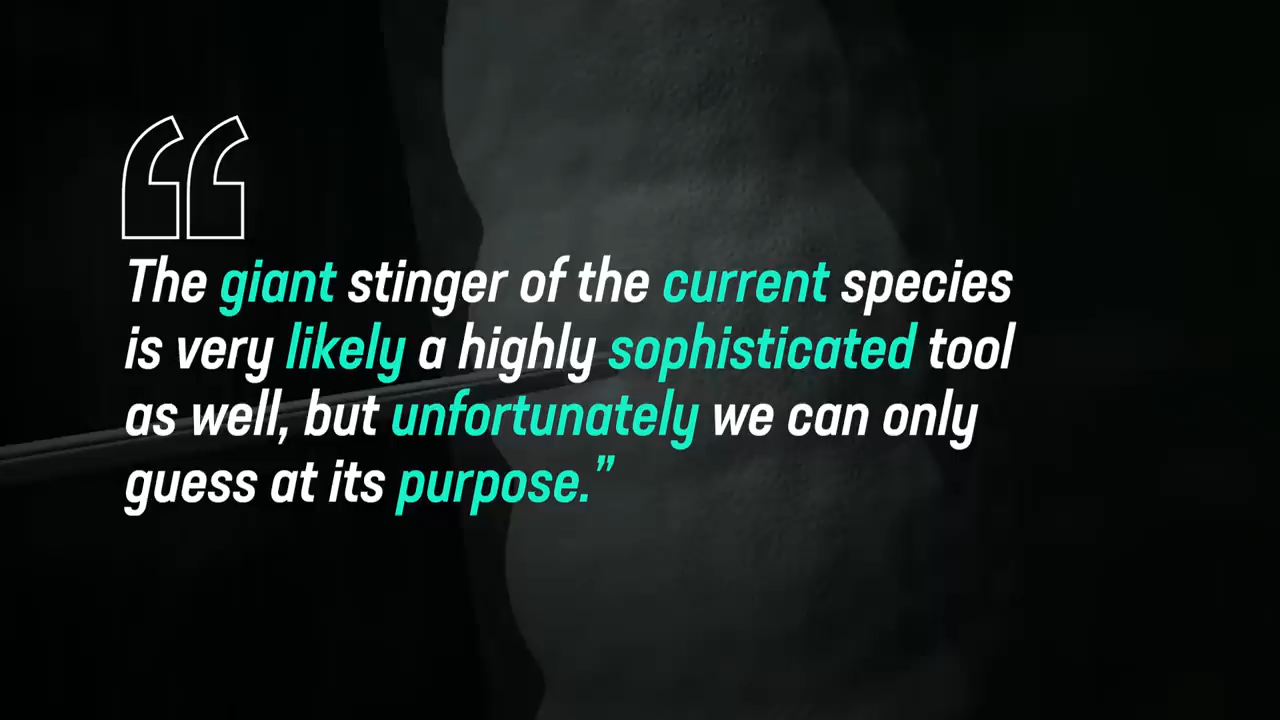 “
The giant stinger of the current species
is very likely a highly sophisticated tool
as well, but unfortunately we can only
guess at its purpose.”